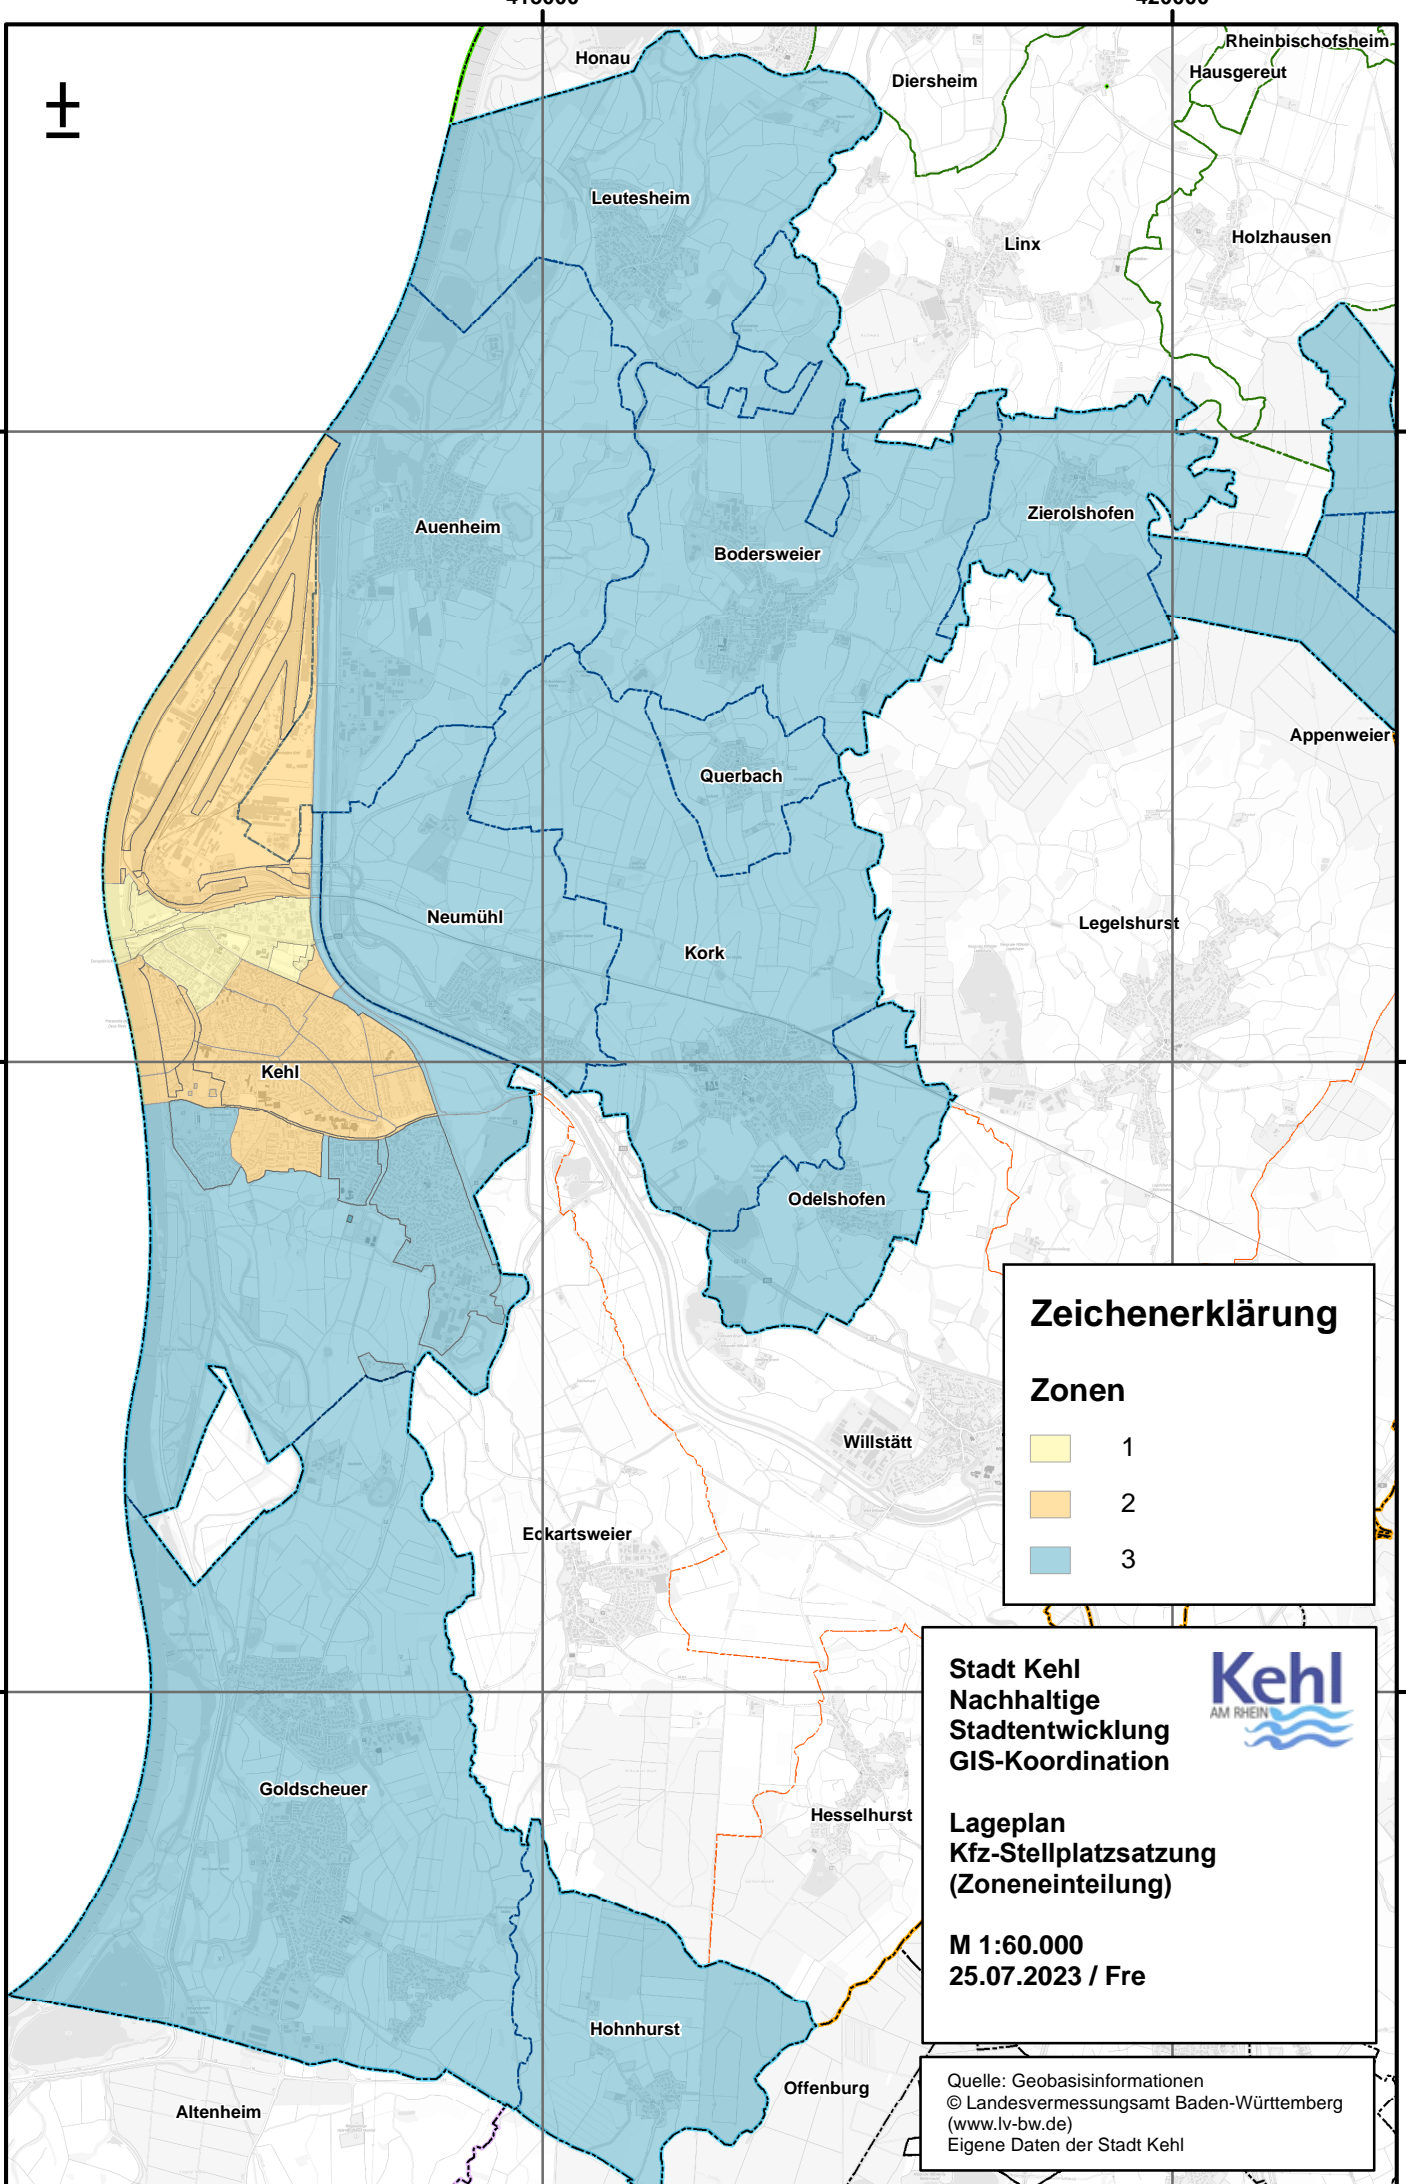 Honau
Diersheim
Rheinbischofsheim
Hausgereut
Leutesheim
Linx
Holzhausen
Auenheim
Bodersweier
Zierolshofen
Querbach
Appenweier
Neumühl
Kork
Legelshurst
Kehl
Odelshofen
Willstätt
Eckartsweier
Goldscheuer
Hesselhurst
Hohnhurst
Offenburg
Altenheim
Zeichenerklärung
Zonen
1
2
3
Stadt Kehl
Nachhaltige
Stadtentwicklung
GIS-Koordination
Kehl
AM RHEIN
Lageplan
Kfz-Stellplatzsatzung
(Zoneneinteilung)
M 1:60.000
25.07.2023 / Fre
Quelle: Geobasisinformationen
© Landesvermessungsamt Baden-Württemberg
(www.lv-bw.de)
Eigene Daten der Stadt Kehl